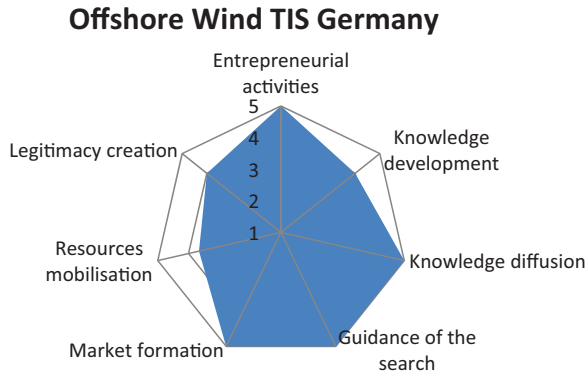 Offshore Wind TIS Germany
Entrepreneurial
activities
5
4
3
2
1
Knowledge
development
Knowledge diffusion
Guidance of the
search
Market formation
Resources
mobilisation
Legitimacy creation